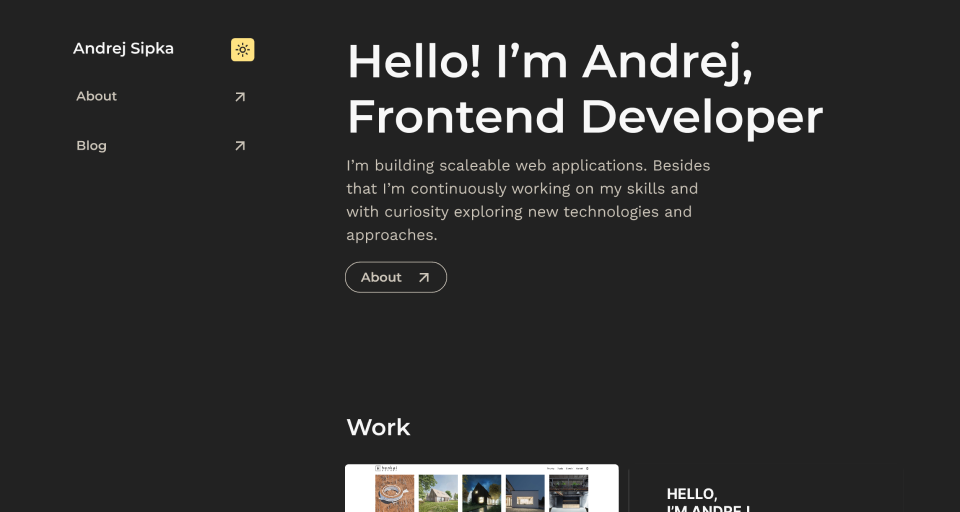 Andrej Sipka
About
Blog
Hello! I’m Andrej,
Frontend Developer
I’m building scaleable web applications. Besides
that I’m continuously working on my skills and
with curiosity exploring new technologies and
approaches.
About
Work
HELLO,
I'M ANDREJ